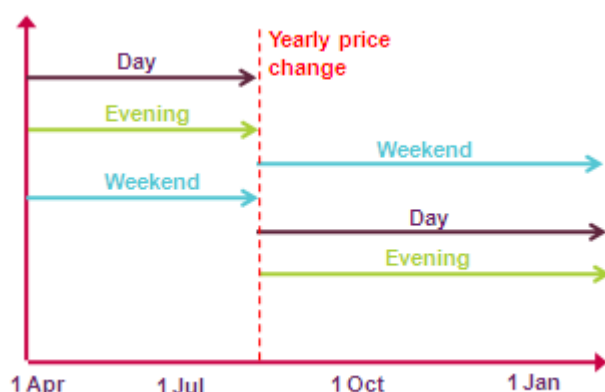 Yearly price
change
Day
Evening
Weekend
Weekend
Day
Evening
1 Apr
1 Jul
1 Oct
1 Jan